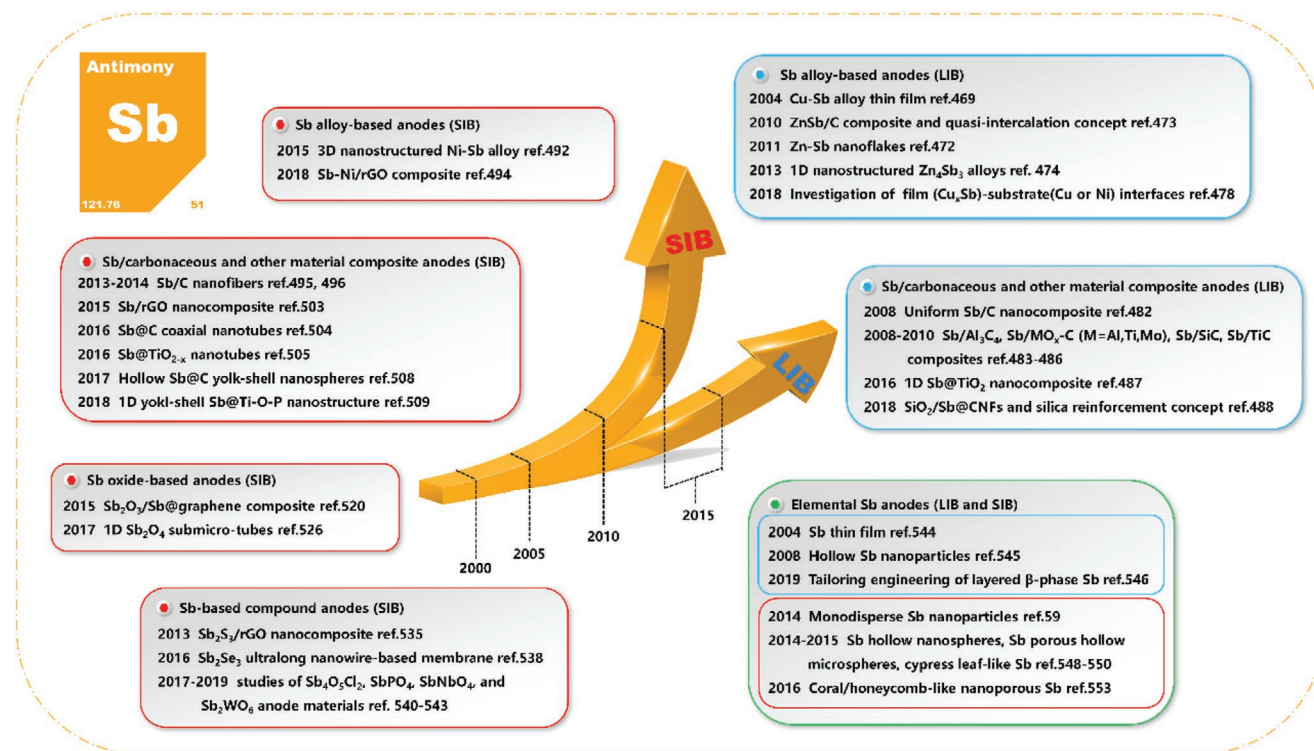 Antimony
Sb
121.76 51
Sb alloy-based anodes (SIB)
2015 3D nanostructured Ni-Sb alloy ref.492
2018 Sb-Ni/rGO composite ref.494
Sb alloy-based anodes (LIB)
2004 Cu-Sb alloy thin film ref.469
2010 ZnSb/C composite and quasi-intercalation concept ref.473
2011 Zn-Sb nanoflakes ref.472
2013 1D nanostructured Zn₄Sb₃ alloys ref. 474
2018 Investigation of film (CuₓSb)-substrate(Cu or Ni) interfaces ref.478
Sb/carbonaceous and other material composite anodes (SIB)
2013-2014 Sb/C nanofibers ref.495, 496
2015 Sb/rGO nanocomposite ref.503
2016 Sb@C coaxial nanotubes ref.504
2016 Sb@TiO₂₋ₓ nanotubes ref.505
2017 Hollow Sb@C yolk-shell nanospheres ref.508
2018 1D yokl-shell Sb@Ti-O-P nanostructure ref.509
SIB
LIB
Sb/carbonaceous and other material composite anodes (LIB)
2008 Uniform Sb/C nanocomposite ref.482
2008-2010 Sb/Al₃C₄, Sb/MOₓ-C (M=Al,Ti,Mo), Sb/SiC, Sb/TiC
composites ref.483-486
2016 1D Sb@TiO₂ nanocomposite ref.487
2018 SiO₂/Sb@CNFs and silica reinforcement concept ref.488
Sb oxide-based anodes (SIB)
2015 Sb₂O₃/Sb@graphene composite ref.520
2017 1D Sb₂O₄ submicro-tubes ref.526
2000
2005
2010
2015
Sb-based compound anodes (SIB)
2013 Sb₂S₃/rGO nanocomposite ref.535
2016 Sb₂Se₃ ultralong nanowire-based membrane ref.538
2017-2019 studies of Sb₄O₅Cl₂, SbPO₄, SbNbO₄, and
Sb₂WO₆ anode materials ref. 540-543
Elemental Sb anodes (LIB and SIB)
2004 Sb thin film ref.544
2008 Hollow Sb nanoparticles ref.545
2019 Tailoring engineering of layered β-phase Sb ref.546
2014 Monodisperse Sb nanoparticles ref.59
2014-2015 Sb hollow nanospheres, Sb porous hollow
microspheres, cypress leaf-like Sb ref.548-550
2016 Coral/honeycomb-like nanoporous Sb ref.553